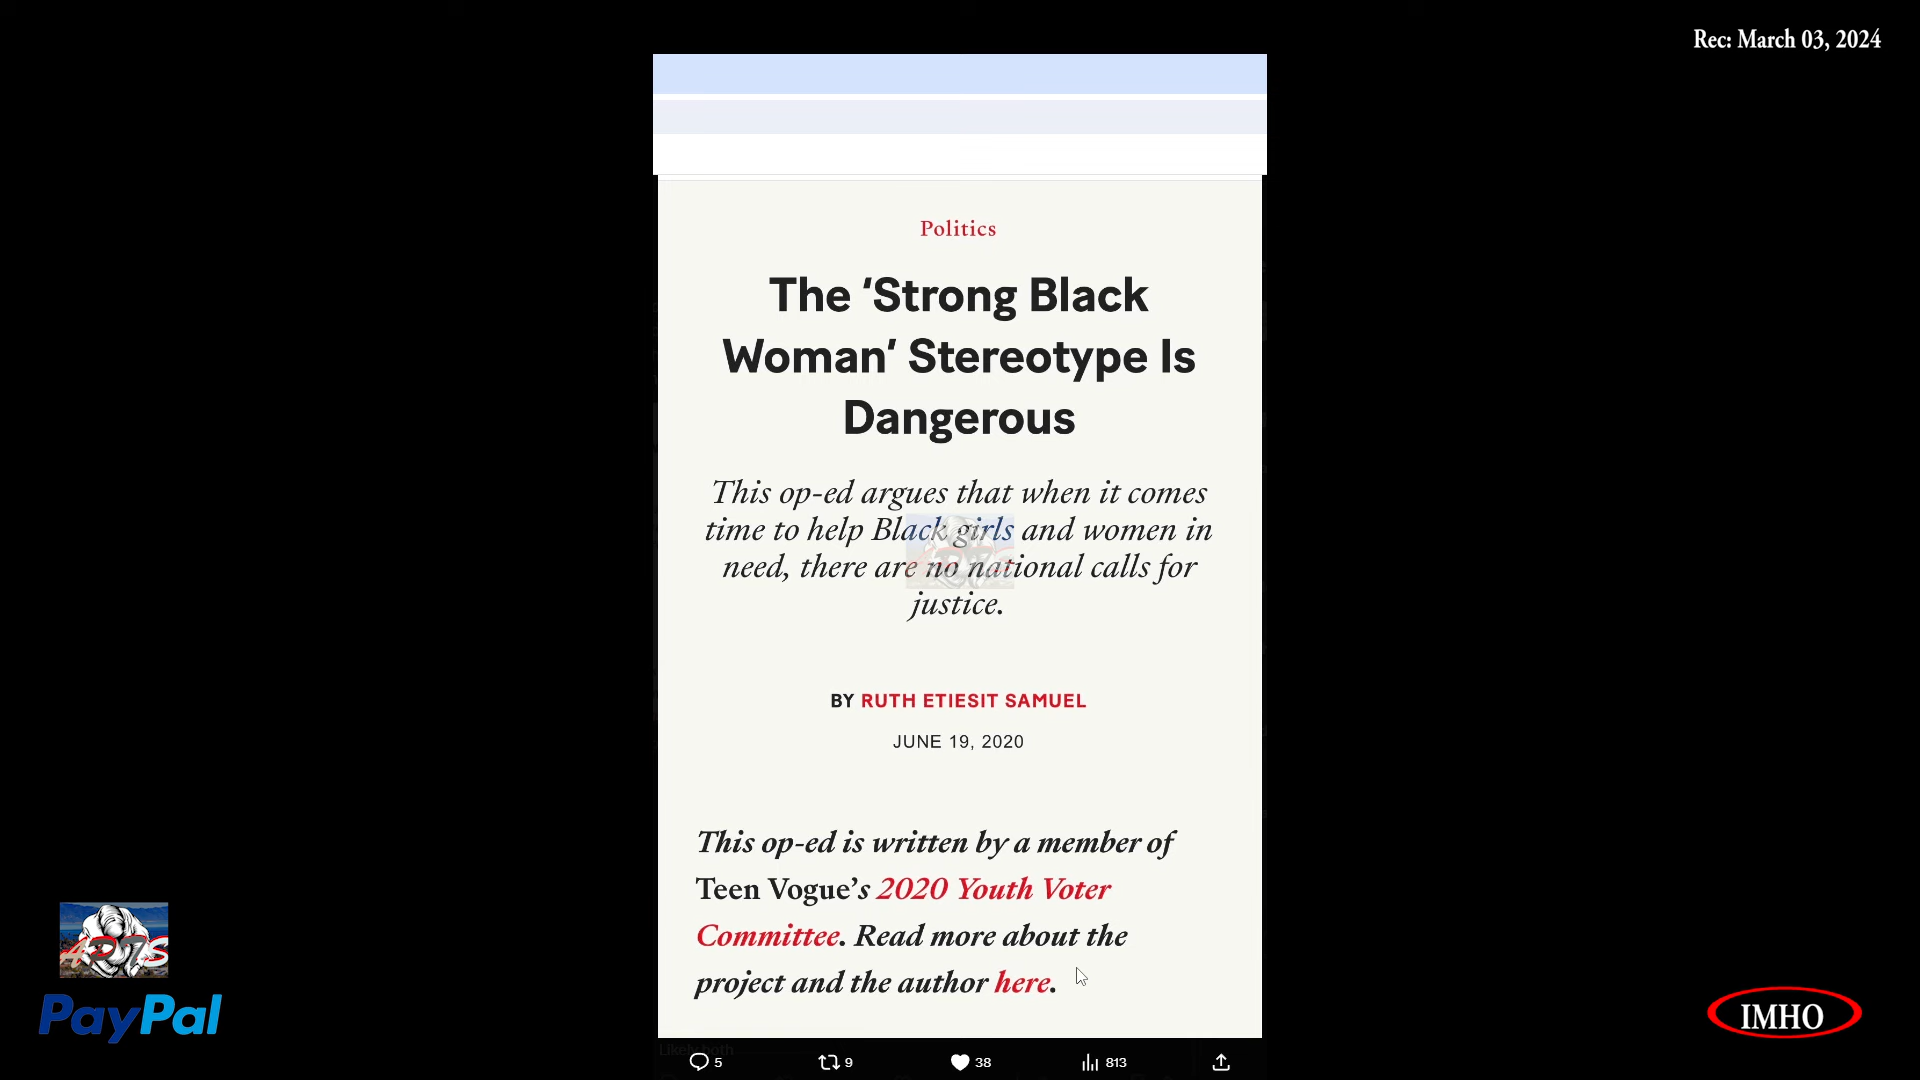 Rec: March 03, 2024
Politics
The ‘Strong Black
Woman’ Stereotype Is
Dangerous
This op-ed argues that when it comes
time to help Black girls and women in
need, there are no national calls for
justice.
BY RUTH ETIESIT SAMUEL
JUNE 19, 2020
This op-ed is written by a member of
Teen Vogue’s 2020 Youth Voter
Committee. Read more about the
project and the author here.
PayPal
IMHO
5 9 38 813